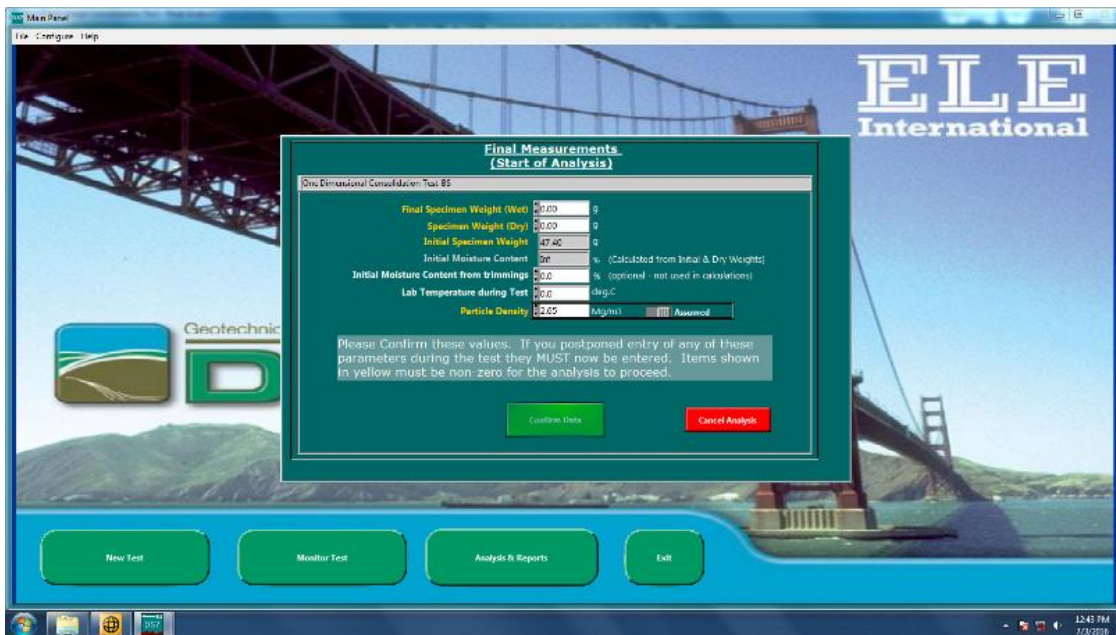 DS7 Main Panel
File Configure Help
ELE
International
Final Measurements
(Start of Analysis)
One Dimensional Consolidation Test-BS
Final Specimen Weight (Wet) 0.00 g
Specimen Weight (Dry) 0.00 g
Initial Specimen Weight 47.40 g
Initial Moisture Content Inf % (Calculated from Initial & Dry Weights)
Initial Moisture Content from trimmings 0.0 % (optional - not used in calculations)
Lab Temperature during Test 0.0 deg.C
Particle Density 2.65 Mg/m3 Assumed
Geotechnic
D
Please Confirm these values. If you postponed entry of any of these
parameters during the test they MUST now be entered. Items shown
in yellow must be non-zero for the analysis to proceed.
Confirm Data Cancel Analysis
New Test Monitor Test Analysis & Reports Exit
DS7
12:43 PM
7/3/2016